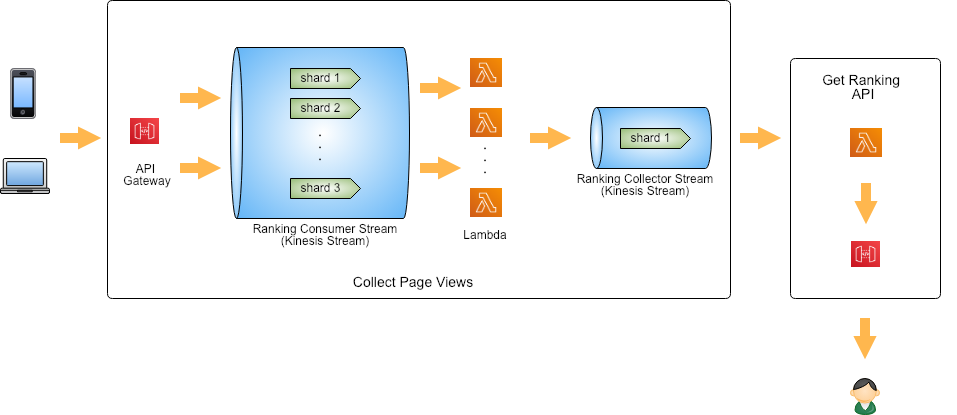 shard 1
shard 2
.
.
.
shard 3
API
Gateway
Ranking Consumer Stream
(Kinesis Stream)
.
.
.
Lambda
shard 1
Ranking Collector Stream
(Kinesis Stream)
Collect Page Views
Get Ranking
API